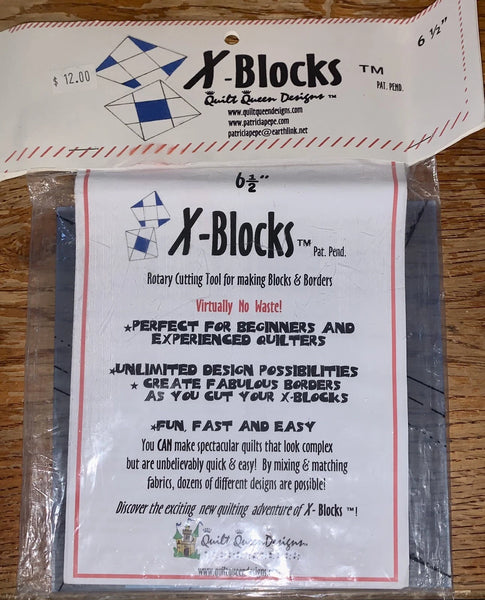 6 ½"
$ 12.00
X-Blocks ™
PAT. PEND.
Quilt Queen Designs ™
www.quiltqueendesigns.com
www.patriciapepe.com
patriciapepe@earthlink.net
6½"
X-Blocks ™ Pat. Pend.
Rotary Cutting Tool for making Blocks & Borders
Virtually No Waste!
★PERFECT FOR BEGINNERS AND
EXPERIENCED QUILTERS
★UNLIMITED DESIGN POSSIBILITIES
★ CREATE FABULOUS BORDERS
AS YOU CUT YOUR X-BLOCKS
★FUN, FAST AND EASY
You CAN make spectacular quilts that look complex
but are unbelievably quick & easy! By mixing & matching
fabrics, dozens of different designs are possible!
Discover the exciting new quilting adventure of X- Blocks ™!
Quilt Queen Designs
www.quiltqueendesigns